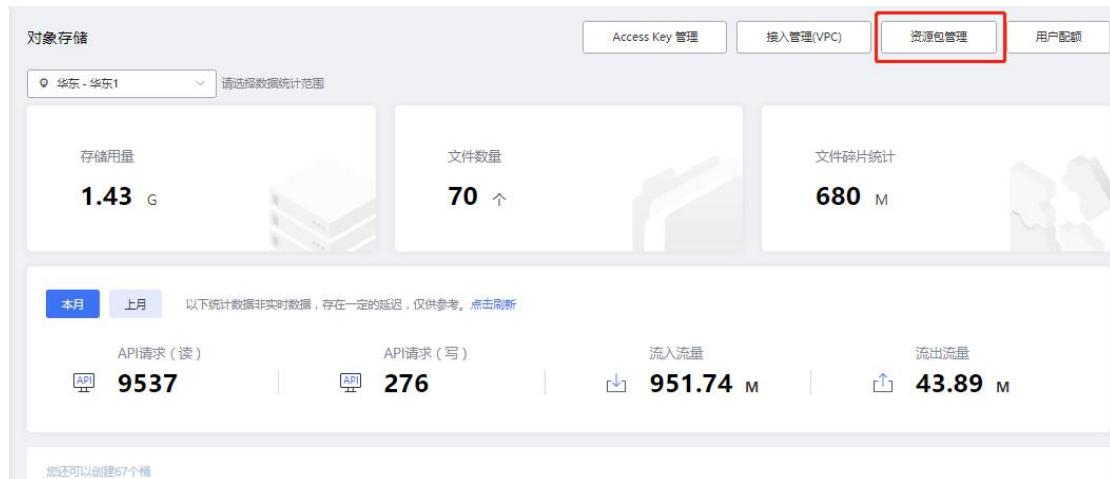 对象存储
Access Key 管理
接入管理(VPC)
资源包管理
用户配额
华东 - 华东1
请选择数据统计范围
存储用量
1.43 G
文件数量
70 个
文件碎片统计
680 M
本月
上月
以下统计数据非实时数据，存在一定的延迟，仅供参考。点击刷新
API请求（读）
API 9537
API请求（写）
API 276
流入流量
951.74 M
流出流量
43.89 M
您还可以创建67个桶